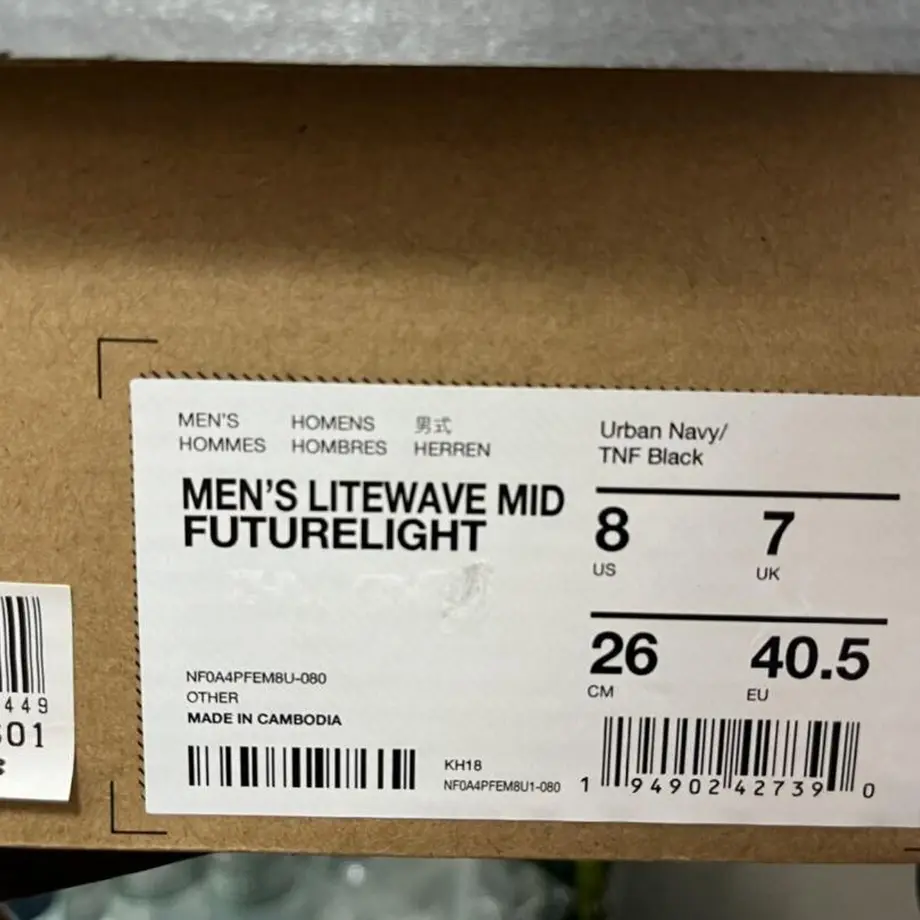 MEN'S HOMENS 男式
HOMMES HOMBRES HERREN
MEN'S LITEWAVE MID
FUTURELIGHT
Urban Navy/
TNF Black
8 7
US UK
26 40.5
CM EU
NF0A4PFEM8U-080
OTHER
MADE IN CAMBODIA
KH18
NF0A4PFEM8U1-080
1 94902 42739 0
449
01